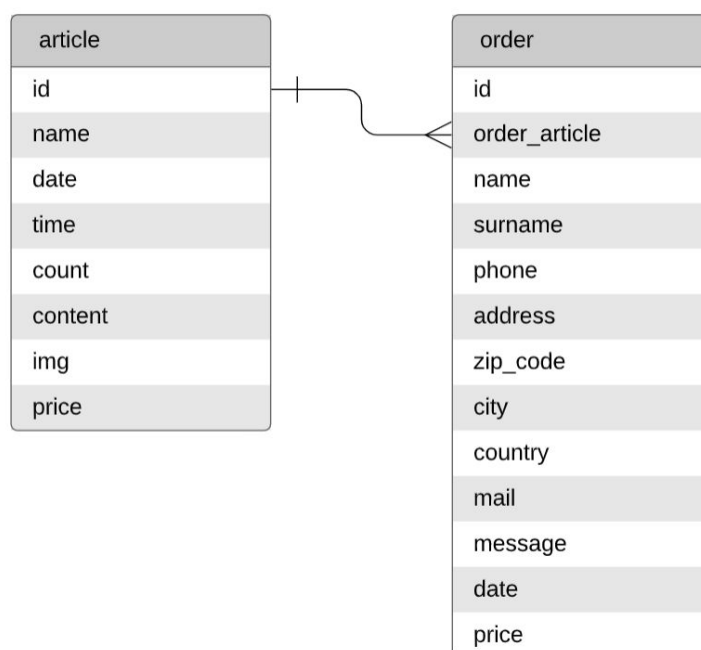 article
id
name
date
time
count
content
img
price
order
id
order_article
name
surname
phone
address
zip_code
city
country
mail
message
date
price